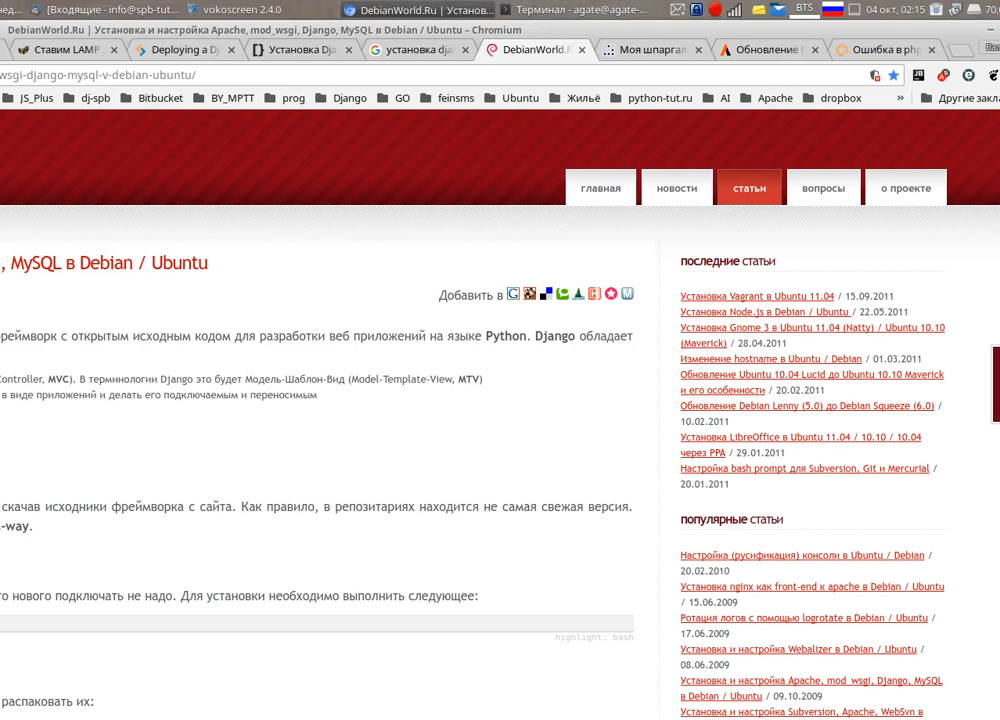 [Входящие] - info@spb-tut...
vokoscreen 2.4.0
DebianWorld.Ru | Установ...
Терминал - agate@agate-...
BTS
04 окт, 02:15
DebianWorld.Ru | Установка и настройка Apache, mod_wsgi, Django, MySQL в Debian / Ubuntu – Chromium
Ставим LAMP
Deploying a Dj
Установка Dja
установка djan
DebianWorld.R
Моя шпаргал
Обновление
Ошибка в php
wsgi-django-mysql-v-debian-ubuntu/
JS_Plus
dj-spb
Bitbucket
BY_MPTT
prog
Django
GO
feinsms
Ubuntu
Жильё
python-tut.ru
AI
Apache
dropbox
»
Другие закла
главная
новости
статьи
вопросы
о проекте
, MySQL в Debian / Ubuntu
Добавить в
реймворк с открытым исходным кодом для разработки веб приложений на языке Python. Django обладает
Controller, MVC). В терминологии Django это будет Модель-Шаблон-Вид (Model-Template-View, MTV)
в виде приложений и делать его подключаемым и переносимым
скачав исходники фреймворка с сайта. Как правило, в репозитариях находится не самая свежая версия.
-way.
го нового подключать не надо. Для установки необходимо выполнить следующее:
highlight: bash
распаковать их:
последние статьи
Установка Vagrant в Ubuntu 11.04 / 15.09.2011
Установка Node.js в Debian / Ubuntu / 22.05.2011
Установка Gnome 3 в Ubuntu 11.04 (Natty) / Ubuntu 10.10
(Maverick) / 28.04.2011
Изменение hostname в Ubuntu / Debian / 01.03.2011
Обновление Ubuntu 10.04 Lucid до Ubuntu 10.10 Maverick
и его особенности / 20.02.2011
Обновление Debian Lenny (5.0) до Debian Squeeze (6.0) /
10.02.2011
Установка LibreOffice в Ubuntu 11.04 / 10.10 / 10.04
через PPA / 29.01.2011
Настройка bash prompt для Subversion, Git и Mercurial /
20.01.2011
популярные статьи
Настройка (русификация) консоли в Ubuntu / Debian /
20.02.2010
Установка nginx как front-end к apache в Debian / Ubuntu
/ 15.06.2009
Ротация логов с помощью logrotate в Debian / Ubuntu /
17.06.2009
Установка и настройка Webalizer в Debian / Ubuntu /
08.06.2009
Установка и настройка Apache, mod_wsgi, Django, MySQL
в Debian / Ubuntu / 09.10.2009
Установка и настройка Subversion, Apache, WebSvn в